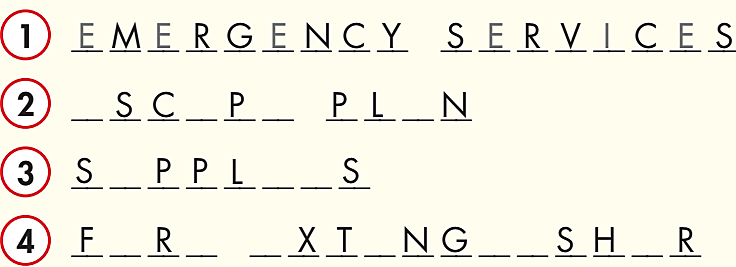 1 EMERGENCY SERVICES
2 _SC_P_ PL_N
3 S_PPL__S
4 F_R_ _XT_NG__SH_R